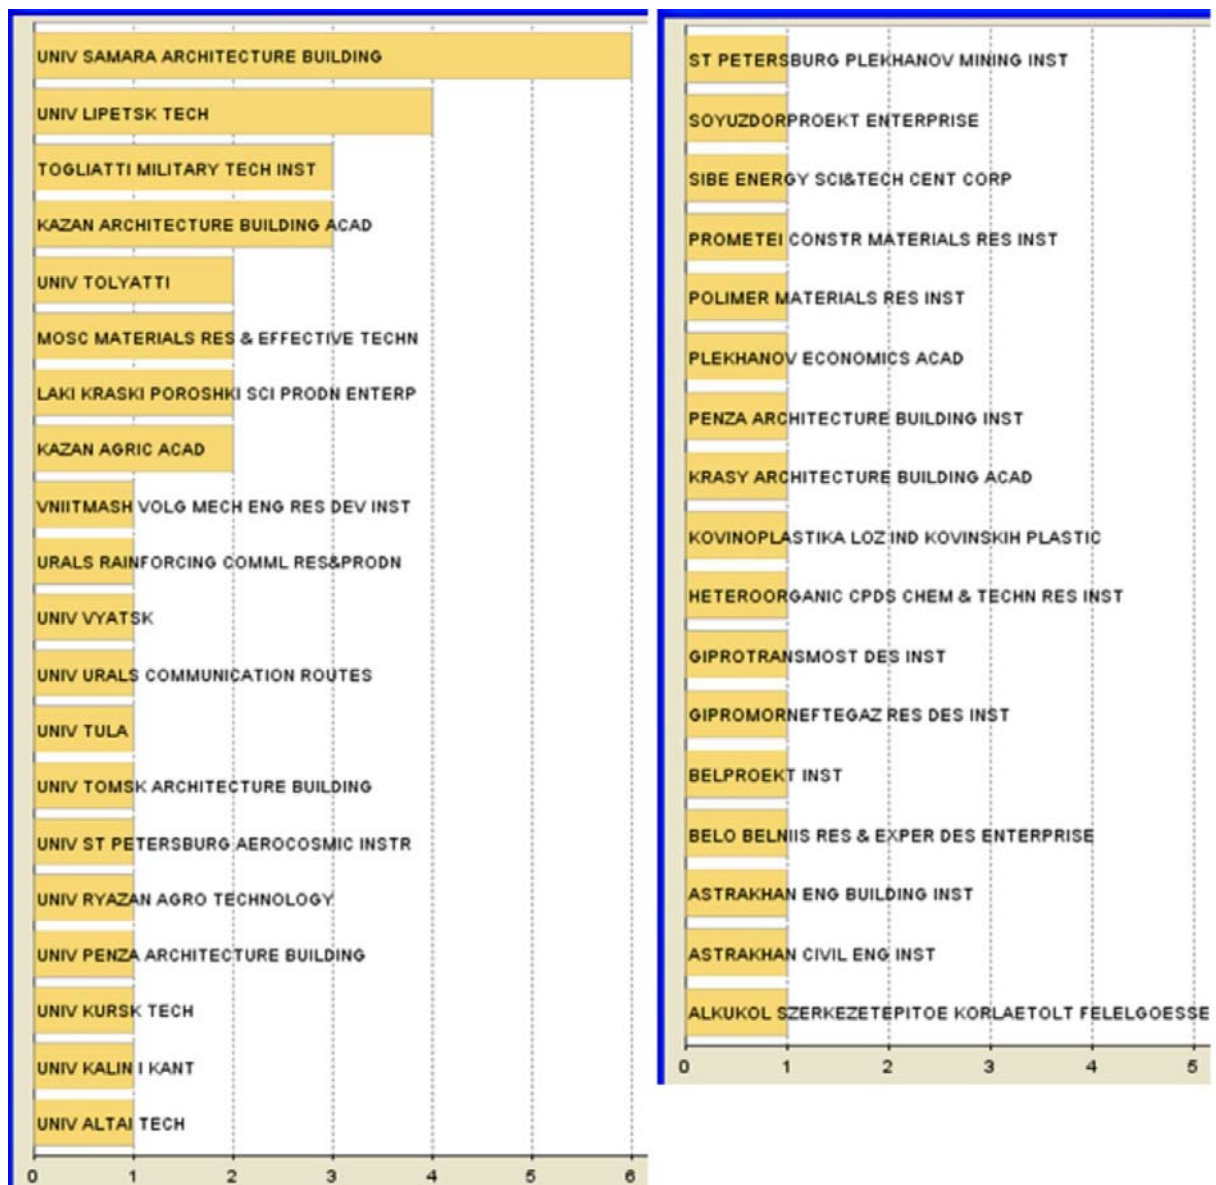 UNIV SAMARA ARCHITECTURE BUILDING
UNIV LIPETSK TECH
TOGLIATTI MILITARY TECH INST
KAZAN ARCHITECTURE BUILDING ACAD
UNIV TOLYATTI
MOSC MATERIALS RES & EFFECTIVE TECHN
LAKI KRASKI POROSHKI SCI PRODN ENTERP
KAZAN AGRIC ACAD
VNIITMASH VOLG MECH ENG RES DEV INST
URALS RAINFORCING COMML RES&PRODN
UNIV VYATSK
UNIV URALS COMMUNICATION ROUTES
UNIV TULA
UNIV TOMSK ARCHITECTURE BUILDING
UNIV ST PETERSBURG AEROCOSMIC INSTR
UNIV RYAZAN AGRO TECHNOLOGY
UNIV PENZA ARCHITECTURE BUILDING
UNIV KURSK TECH
UNIV KALIN I KANT
UNIV ALTAI TECH
0 1 2 3 4 5 6
ST PETERSBURG PLEKHANOV MINING INST
SOYUZDORPROEKT ENTERPRISE
SIBE ENERGY SCI&TECH CENT CORP
PROMETEI CONSTR MATERIALS RES INST
POLIMER MATERIALS RES INST
PLEKHANOV ECONOMICS ACAD
PENZA ARCHITECTURE BUILDING INST
KRASY ARCHITECTURE BUILDING ACAD
KOVINOPLASTIKA LOZ IND KOVINSKIH PLASTIC
HETEROORGANIC CPDS CHEM & TECHN RES INST
GIPROTRANSMOST DES INST
GIPROMORNEFTEGAZ RES DES INST
BELPROEKT INST
BELO BELNIIS RES & EXPER DES ENTERPRISE
ASTRAKHAN ENG BUILDING INST
ASTRAKHAN CIVIL ENG INST
ALKUKOL SZERKEZETEPITOE KORLAETOLT FELELGOESSE
0 1 2 3 4 5